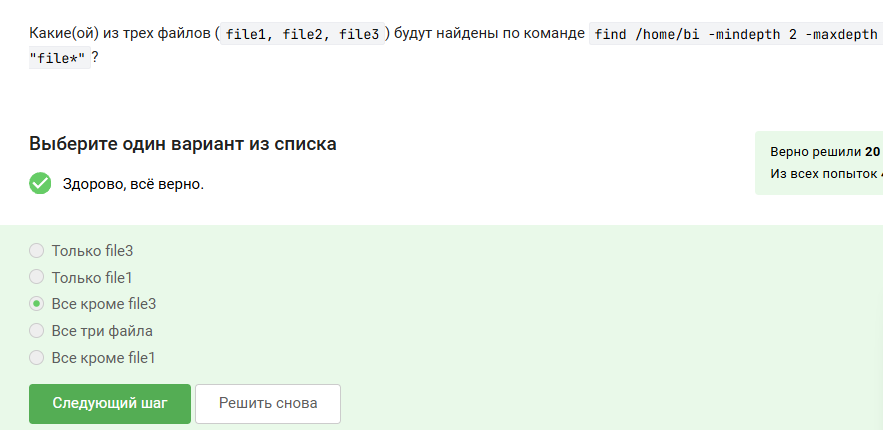 Какие(ой) из трех файлов ( file1, file2, file3 ) будут найдены по команде find /home/bi -mindepth 2 -maxdepth
"file*" ?
Выберите один вариант из списка
Здорово, всё верно.
Верно решили 20
Из всех попыток
Только file3
Только file1
Все кроме file3
Все три файла
Все кроме file1
Следующий шаг
Решить снова